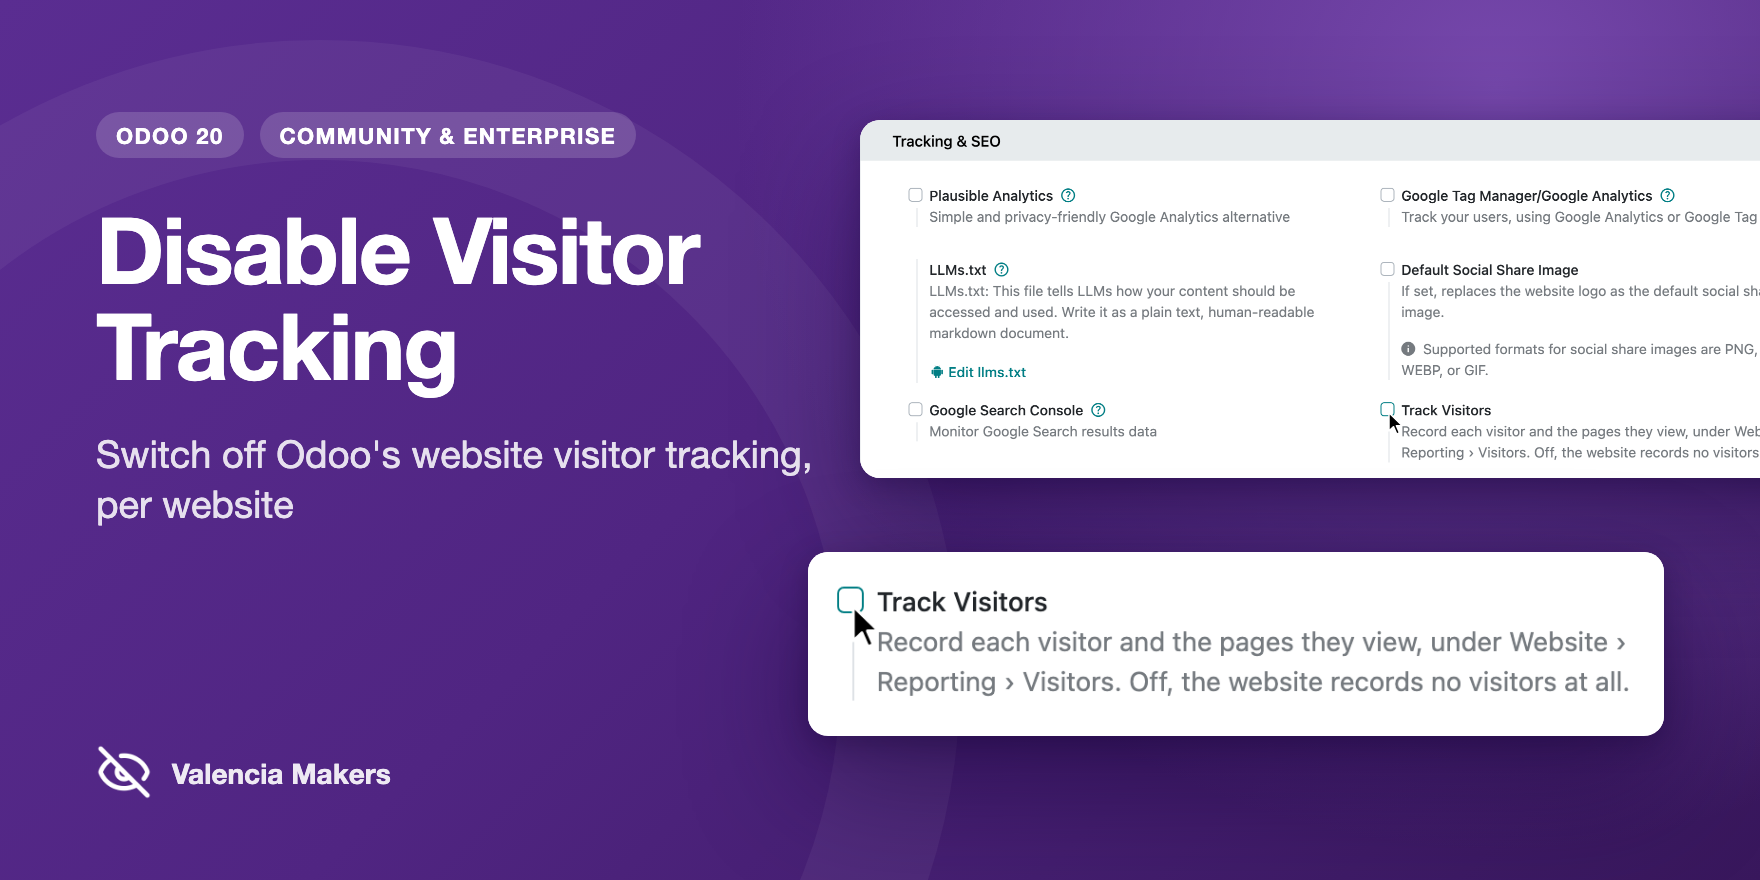 ODOO 20
COMMUNITY & ENTERPRISE
Disable Visitor
Tracking
Switch off Odoo's website visitor tracking,
per website
Valencia Makers
Tracking & SEO
Plausible Analytics
Simple and privacy-friendly Google Analytics alternative
Google Tag Manager/Google Analytics
Track your users, using Google Analytics or Google Tag
LLMs.txt
LLMs.txt: This file tells LLMs how your content should be
accessed and used. Write it as a plain text, human-readable
markdown document.
Edit llms.txt
Default Social Share Image
If set, replaces the website logo as the default social sha
image.
Supported formats for social share images are PNG,
WEBP, or GIF.
Google Search Console
Monitor Google Search results data
Track Visitors
Record each visitor and the pages they view, under Web
Reporting › Visitors. Off, the website records no visitors
Track Visitors
Record each visitor and the pages they view, under Website ›
Reporting › Visitors. Off, the website records no visitors at all.